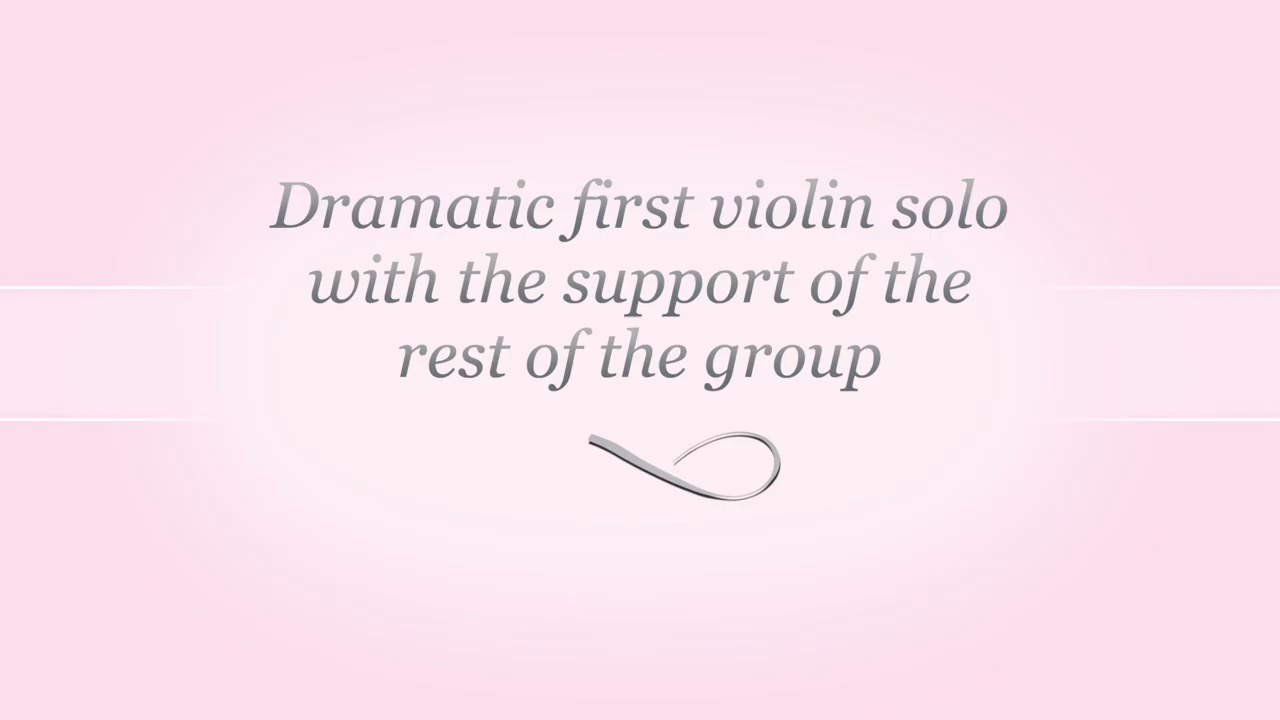 Dramatic first violin solo
with the support of the
rest of the group